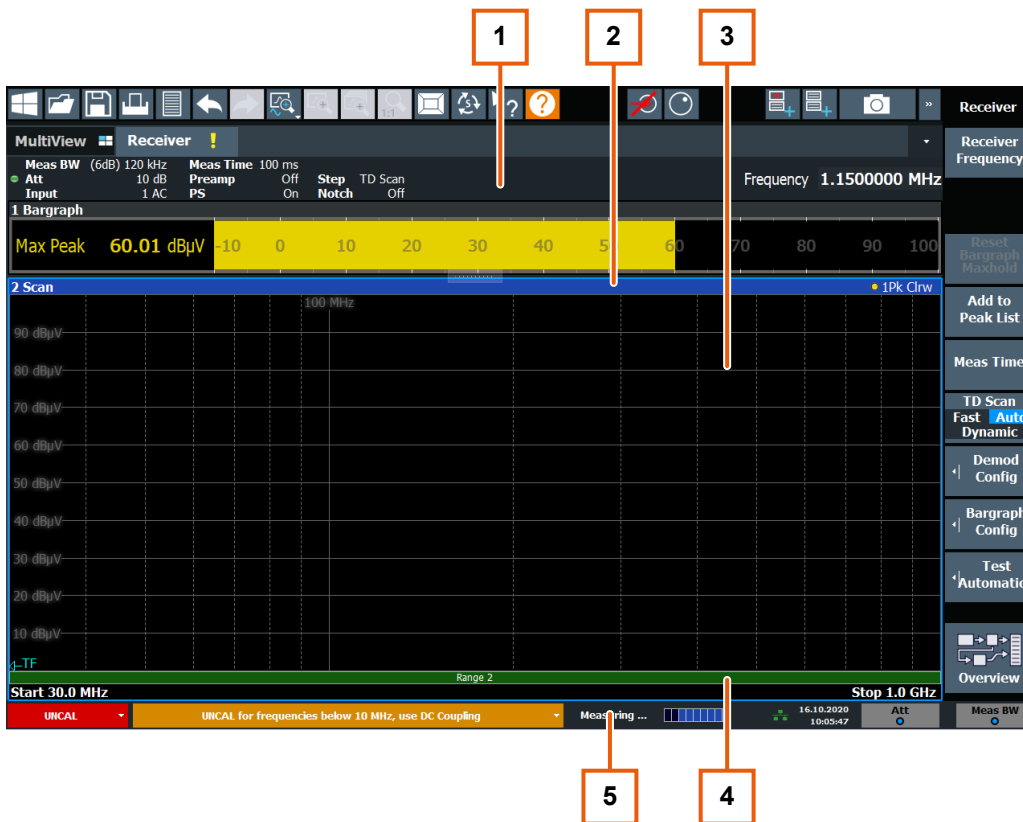 1 2 3
Receiver
MultiView Receiver !
Receiver Frequency
Meas BW (6dB) 120 kHz Meas Time 100 ms
Att 10 dB Preamp Off Step TD Scan
Input 1 AC PS On Notch Off
Frequency 1.1500000 MHz
1 Bargraph
Max Peak 60.01 dBµV -10 0 10 20 30 40 60 70 80 90 100
Reset Bargraph Maxhold
2 Scan 1Pk Clrw
100 MHz
Add to Peak List
90 dBµV
80 dBµV
Meas Time
70 dBµV
TD Scan
Fast Auto
Dynamic
60 dBµV
Demod Config
50 dBµV
40 dBµV
Bargraph Config
30 dBµV
Test
20 dBµV
10 dBµV
TF
Range 2
Overview
Start 30.0 MHz Stop 1.0 GHz
UNCAL UNCAL for frequencies below 10 MHz, use DC Coupling Measuring ... 16.10.2020 10:05:47 Att Meas BW
5 4